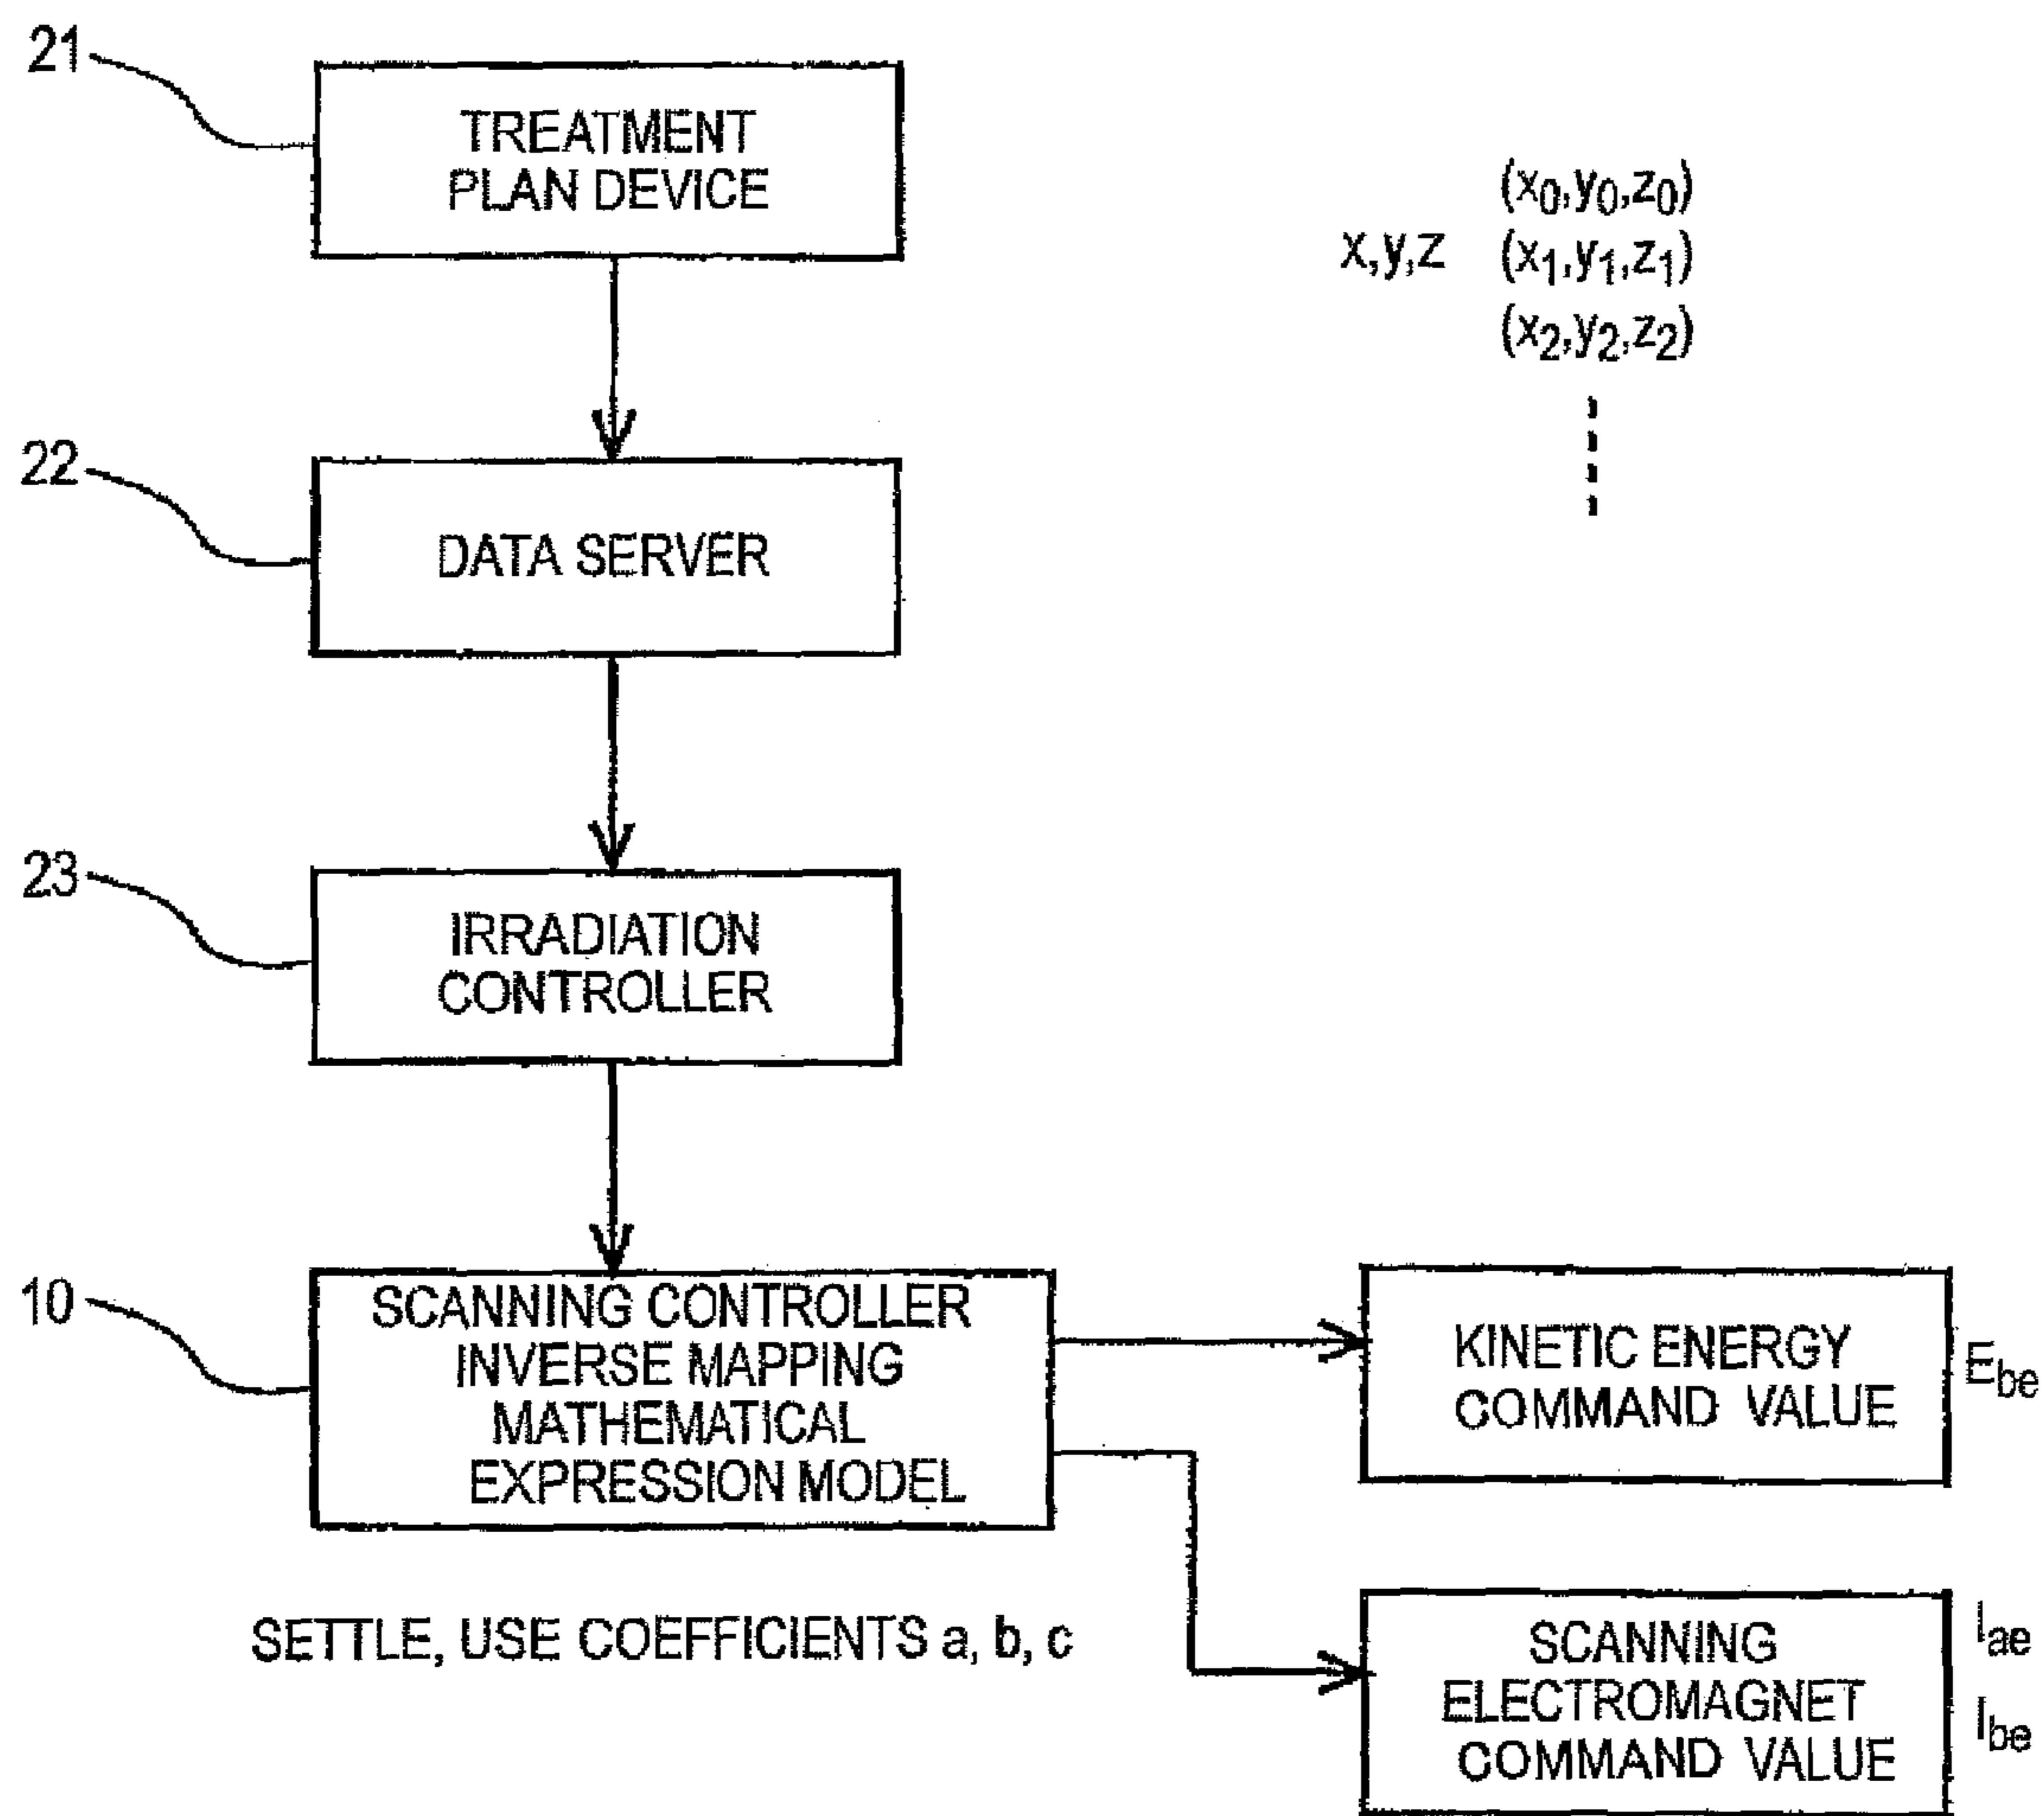 21
TREATMENT
PLAN DEVICE
(x0,y0,z0)
x,y,z (x1,y1,z1)
(x2,y2,z2)
22
DATA SERVER
23
IRRADIATION
CONTROLLER
10
SCANNING CONTROLLER
INVERSE MAPPING
MATHEMATICAL
EXPRESSION MODEL
KINETIC ENERGY
COMMAND VALUE
Ebe
SETTLE, USE COEFFICIENTS a, b, c
SCANNING
ELECTROMAGNET
COMMAND VALUE
Iae
Ibe